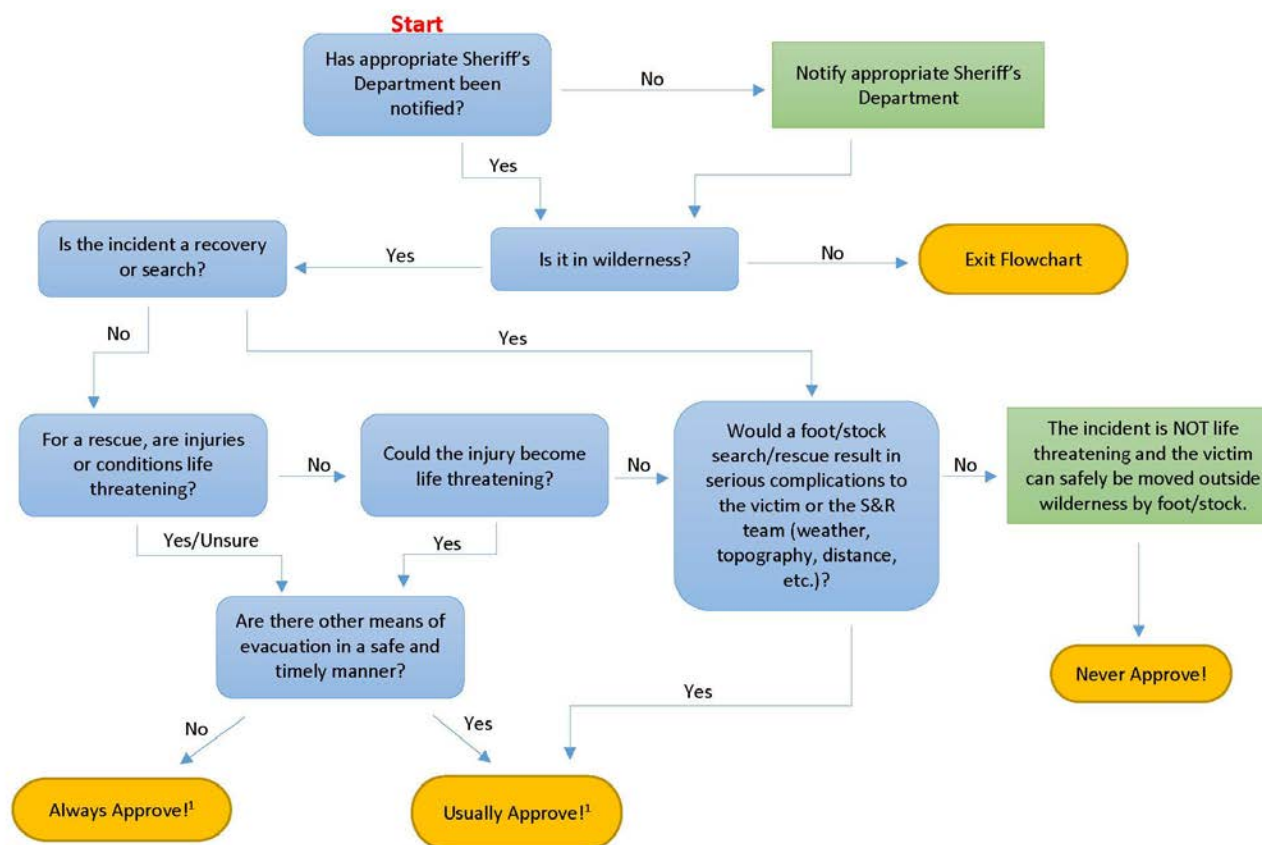 Start
Has appropriate Sheriff's
Department been
notified?
No
Notify appropriate Sheriff's
Department
Yes
Is the incident a recovery
or search?
Yes
Is it in wilderness?
No
Exit Flowchart
No
Yes
For a rescue, are injuries
or conditions life
threatening?
No
Could the injury become
life threatening?
No
Would a foot/stock
search/rescue result in
serious complications to
the victim or the S&R
team (weather,
topography, distance,
etc.)?
No
The incident is NOT life
threatening and the victim
can safely be moved outside
wilderness by foot/stock.
Yes/Unsure
Yes
Are there other means of
evacuation in a safe and
timely manner?
Yes
Never Approve!
No
Yes
Always Approve!¹
Usually Approve!¹